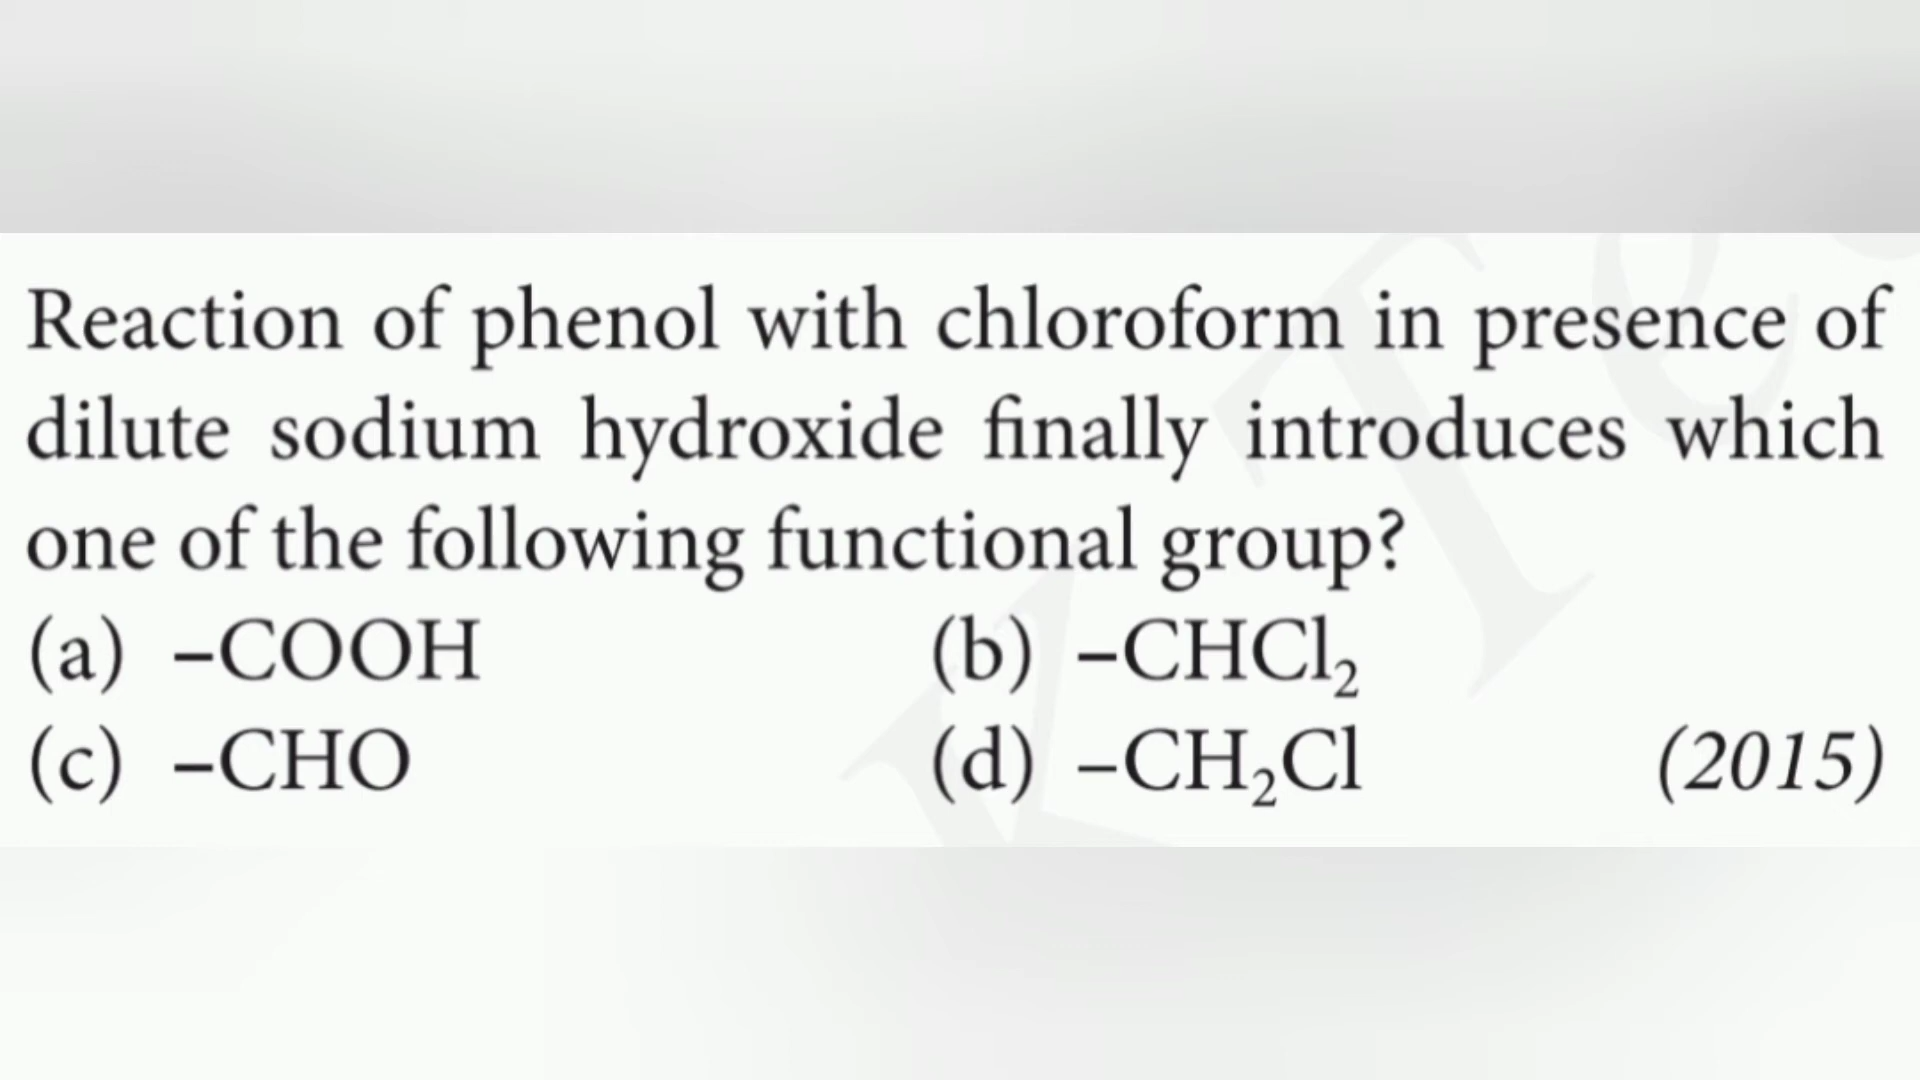 Reaction of phenol with chloroform in presence of
dilute sodium hydroxide finally introduces which
one of the following functional group?
(a) –COOH (b) –CHCl₂
(c) –CHO (d) –CH₂Cl (2015)